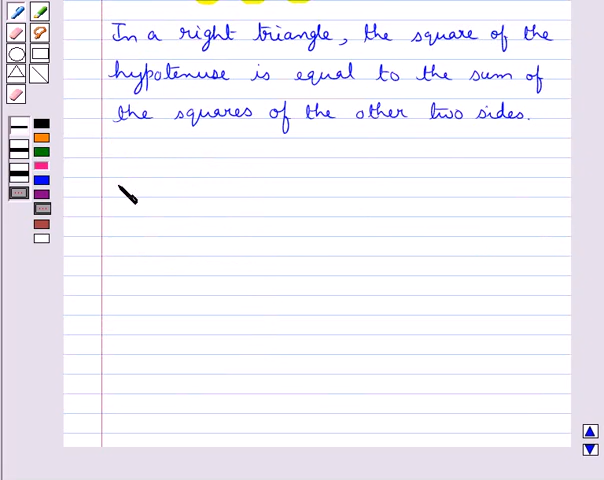 In a right triangle, the square of the
hypotenuse is equal to the sum of
the squares of the other two sides.